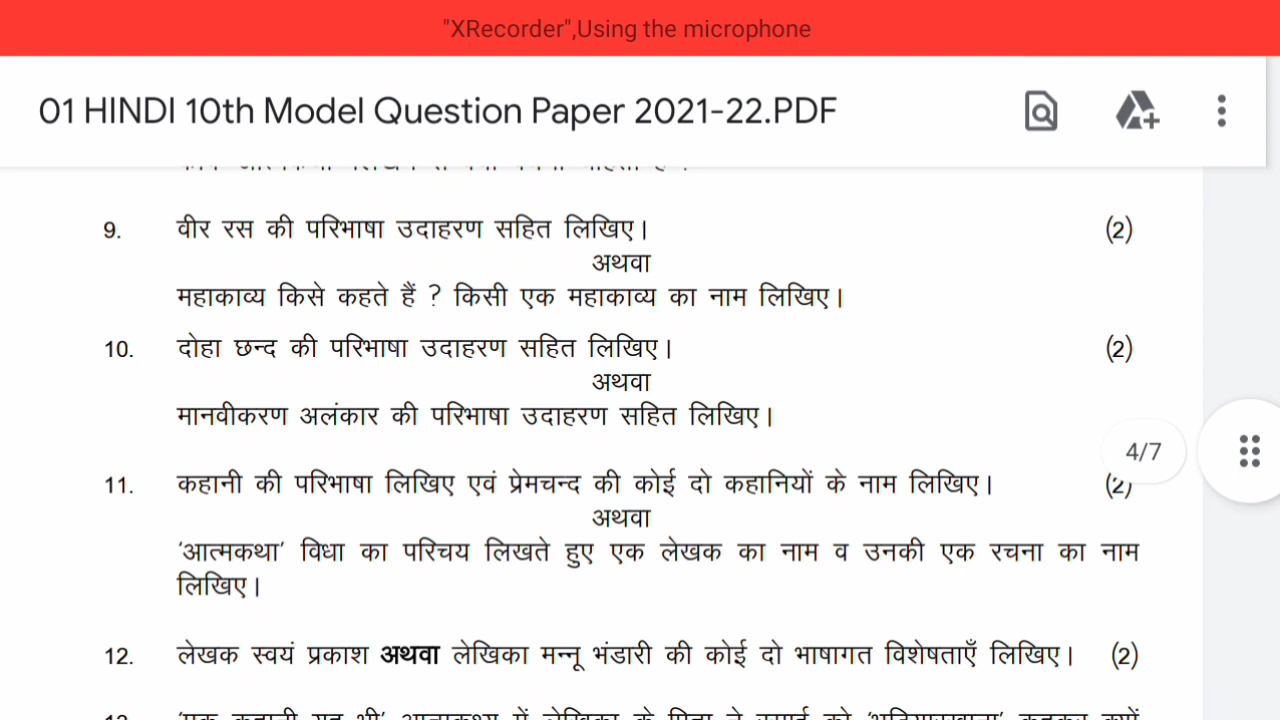 "XRecorder",Using the microphone
01 HINDI 10th Model Question Paper 2021-22.PDF
9. वीर रस की परिभाषा उदाहरण सहित लिखिए। (2)
अथवा
महाकाव्य किसे कहते हैं ? किसी एक महाकाव्य का नाम लिखिए।
10. दोहा छन्द की परिभाषा उदाहरण सहित लिखिए। (2)
अथवा
मानवीकरण अलंकार की परिभाषा उदाहरण सहित लिखिए।
4/7
11. कहानी की परिभाषा लिखिए एवं प्रेमचन्द की कोई दो कहानियों के नाम लिखिए। (2)
अथवा
'आत्मकथा' विधा का परिचय लिखते हुए एक लेखक का नाम व उनकी एक रचना का नाम
लिखिए।
12. लेखक स्वयं प्रकाश अथवा लेखिका मन्नू भंडारी की कोई दो भाषागत विशेषताएँ लिखिए। (2)